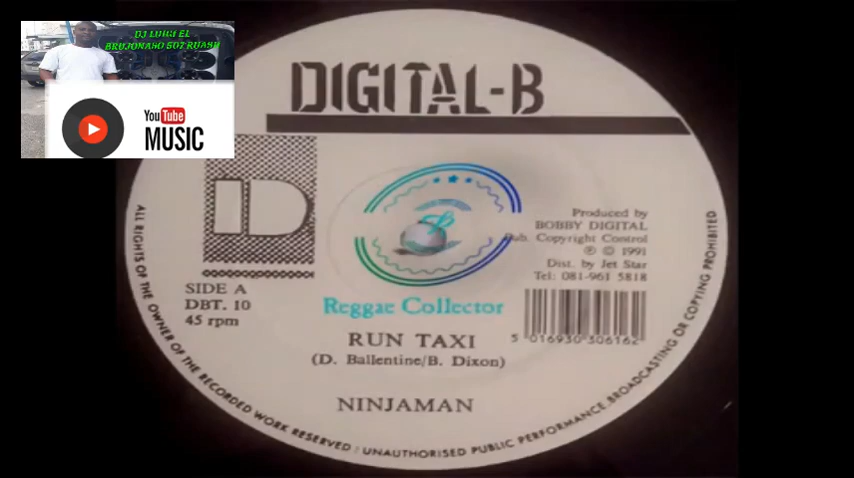 DJ LUIGI EL
BRUJONASO 507 RUASH
YouTube
MUSIC
DIGITAL-B
D
Produced by
BOBBY DIGITAL
Pub. Copyright Control
℗ © 1991
Dist. by Jet Star
Tel: 081-961 5818
SIDE A
DBT. 10
45 rpm
Reggae Collector
5 016930 306162
RUN TAXI
(D. Ballentine/B. Dixon)
NINJAMAN
ALL RIGHTS OF THE OWNER OF THE RECORDED WORK RESERVED / UNAUTHORISED PUBLIC PERFORMANCE, BROADCASTING OR COPYING PROHIBITED